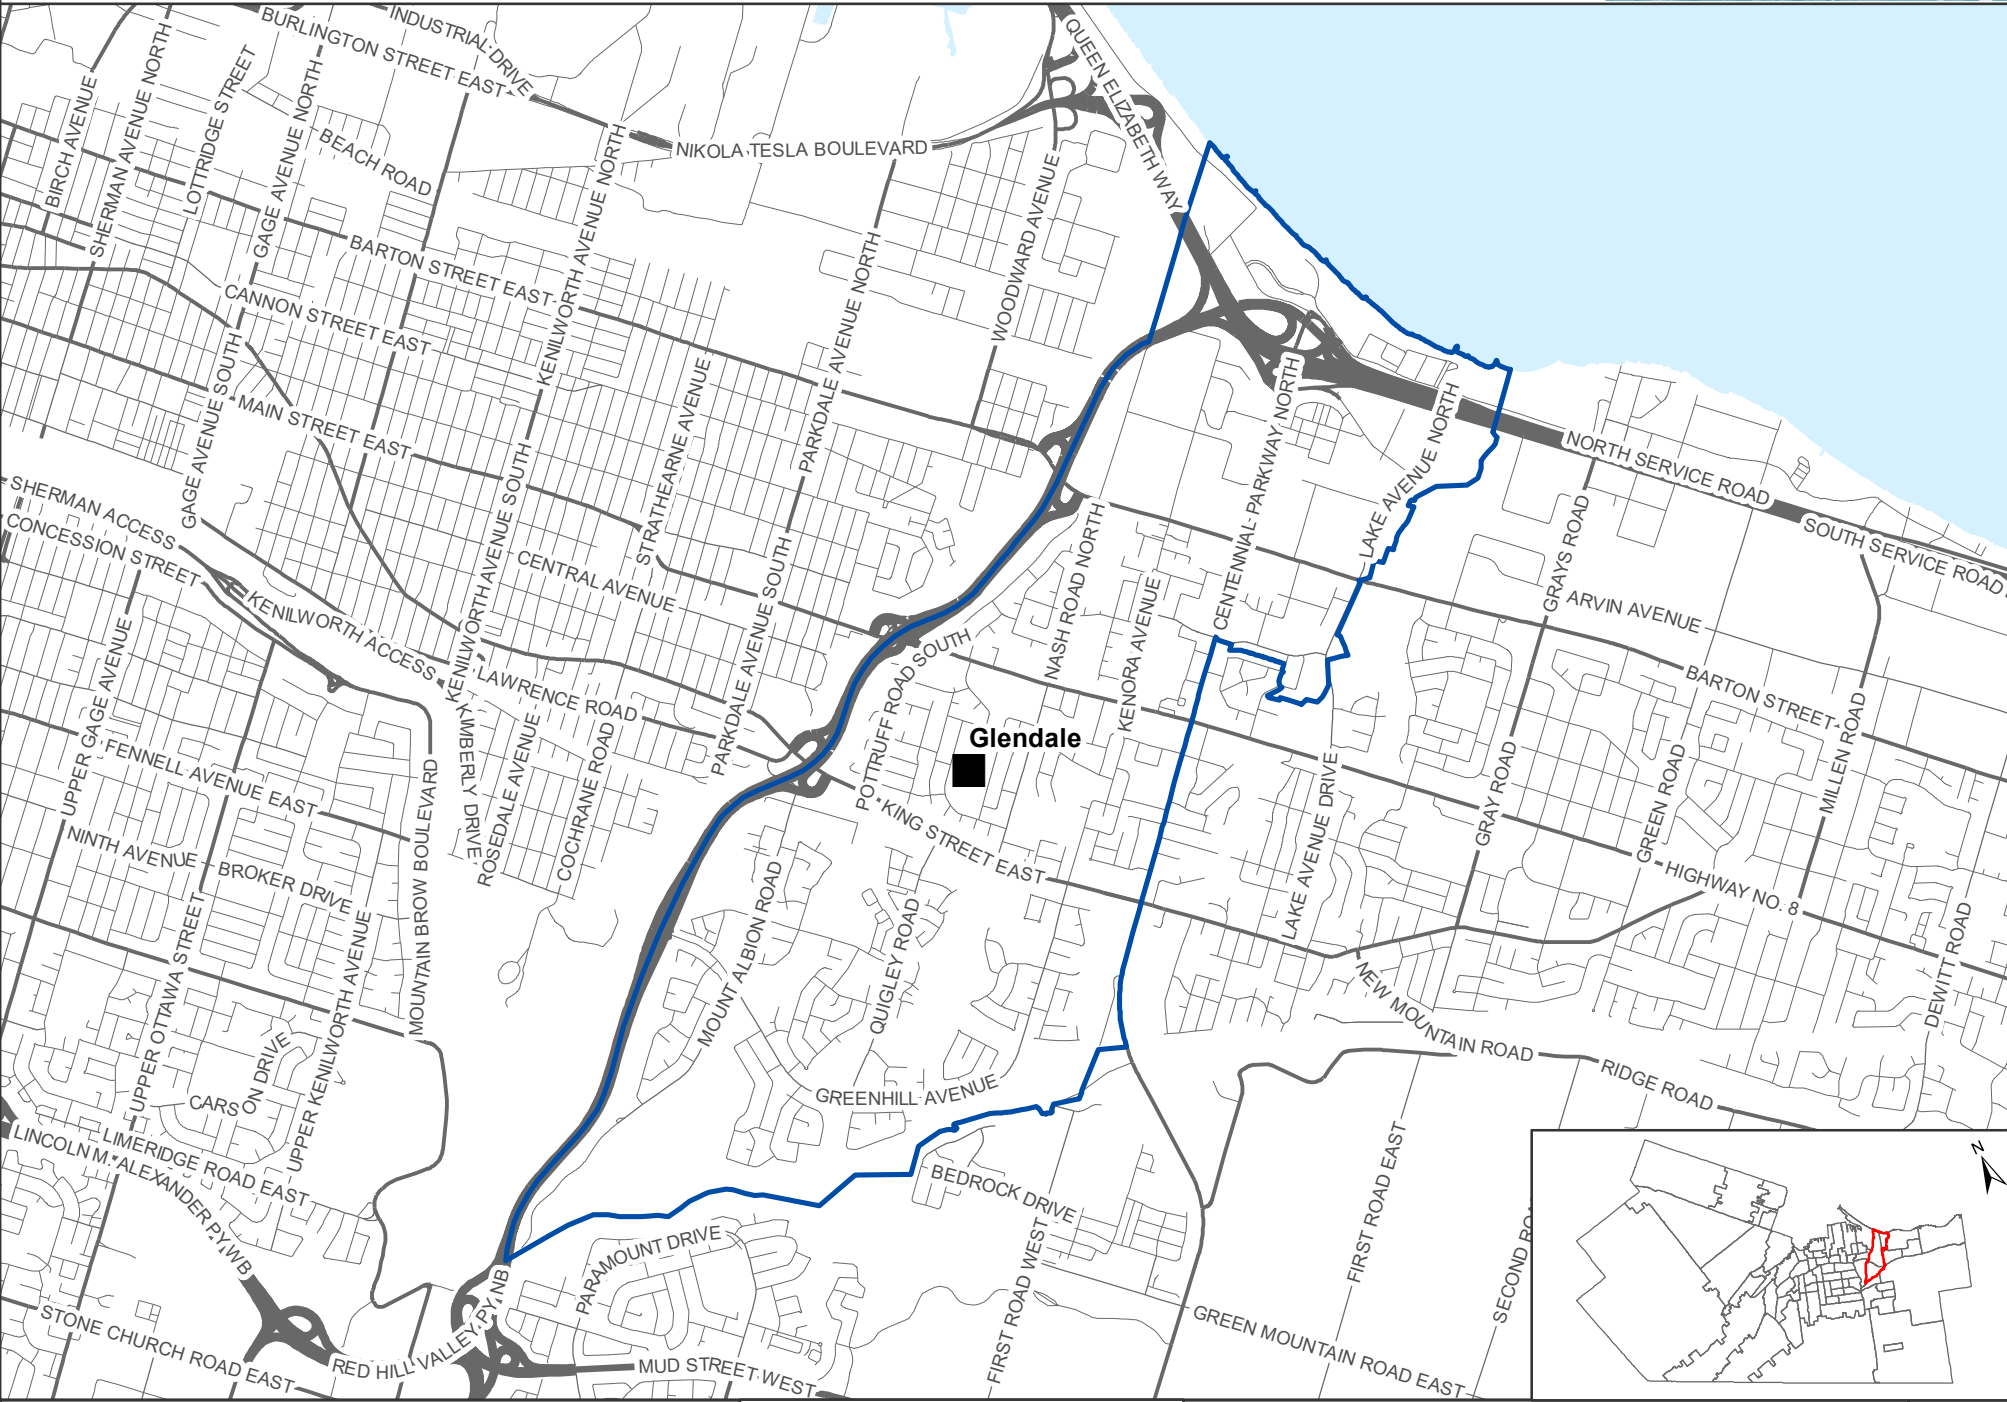 INDUSTRIAL DRIVE
BURLINGTON STREET EAST
QUEEN ELIZABETH WAY
BIRCH AVENUE
SHERMAN AVENUE NORTH
LOTTRIDGE STREET
GAGE AVENUE NORTH
BEACH ROAD
NIKOLA TESLA BOULEVARD
KENILWORTH AVENUE NORTH
WOODWARD AVENUE
BARTON STREET EAST
PARKDALE AVENUE NORTH
CANNON STREET EAST
GAGE AVENUE SOUTH
MAIN STREET EAST
STRATHEARNE AVENUE
CENTENNIAL PARKWAY NORTH
LAKE AVENUE NORTH
NORTH SERVICE ROAD
SOUTH SERVICE ROAD
SHERMAN ACCESS
CONCESSION STREET
KENILWORTH AVENUE SOUTH
CENTRAL AVENUE
PARKDALE AVENUE SOUTH
NASH ROAD NORTH
KENORA AVENUE
GRAYS ROAD
ARVIN AVENUE
KENILWORTH ACCESS
UPPER GAGE AVENUE
LAWRENCE ROAD
POTTRUFF ROAD SOUTH
BARTON STREET
MILLEN ROAD
Glendale
KIMBERLY DRIVE
ROSEDALE AVENUE
COCHRANE ROAD
FENNELL AVENUE EAST
MOUNTAIN BROW BOULEVARD
KING STREET EAST
LAKE AVENUE DRIVE
GRAY ROAD
GREEN ROAD
HIGHWAY NO. 8
NINTH AVENUE
BROKER DRIVE
MOUNT ALBION ROAD
QUIGLEY ROAD
DEWITT ROAD
UPPER OTTAWA STREET
UPPER KENILWORTH AVENUE
NEW MOUNTAIN ROAD
RIDGE ROAD
CARS
ON DRIVE
GREENHILL AVENUE
LIMERIDGE ROAD EAST
LINCOLN M. ALEXANDER PY WB
BEDROCK DRIVE
FIRST ROAD EAST
SECOND RO
N
PARAMOUNT DRIVE
FIRST ROAD WEST
STONE CHURCH ROAD EAST
RED HILL VALLEY PY NB
MUD STREET WEST
GREEN MOUNTAIN ROAD EAST